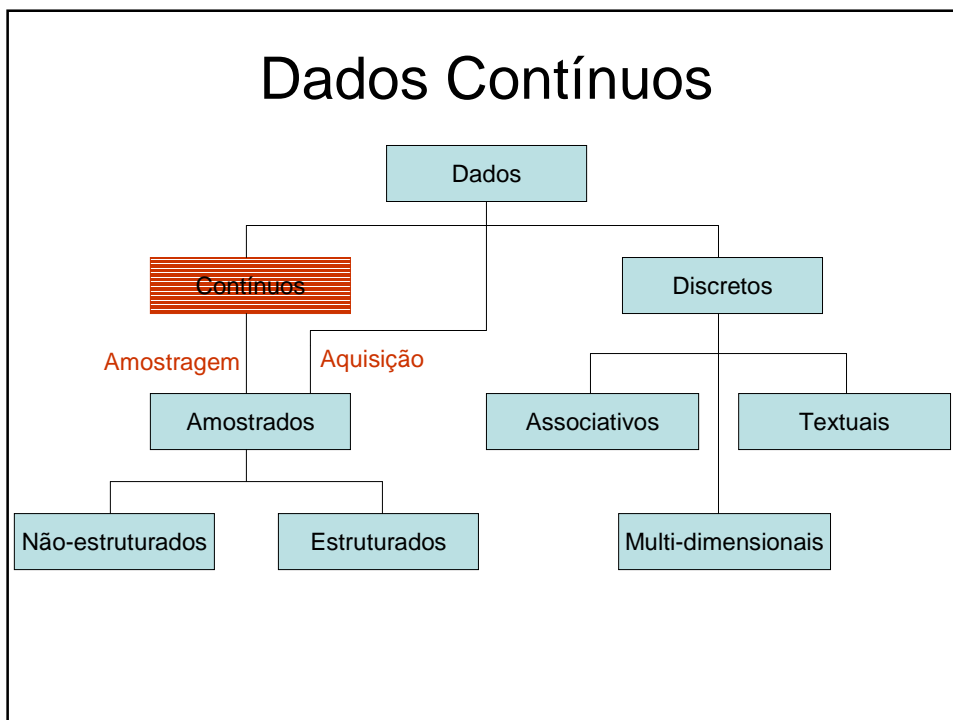 Dados Contínuos
Dados
Contínuos
Discretos
Amostragem
Aquisição
Amostrados
Associativos
Textuais
Não-estruturados
Estruturados
Multi-dimensionais